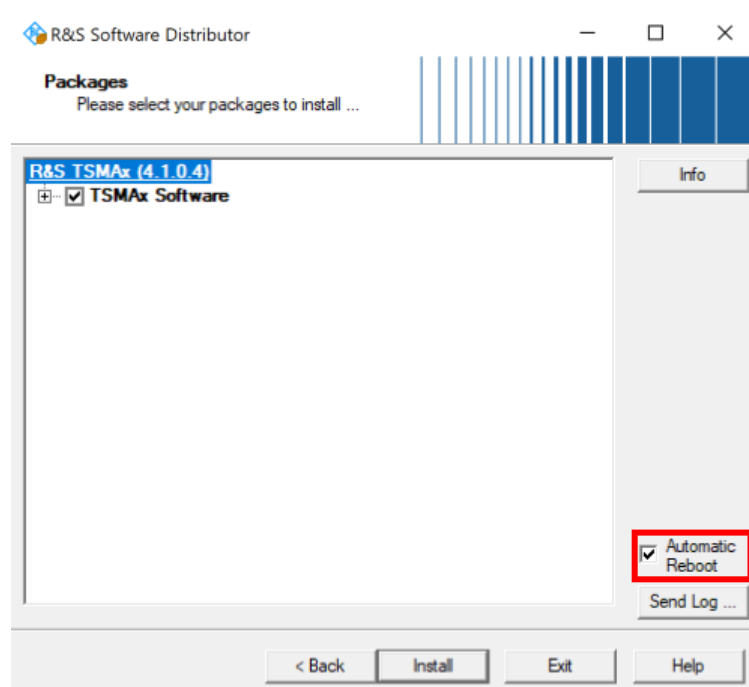 R&S Software Distributor
Packages
Please select your packages to install ...
R&S TSMAx (4.1.0.4)
TSMAx Software
Info
Automatic
Reboot
Send Log ...
< Back
Install
Exit
Help